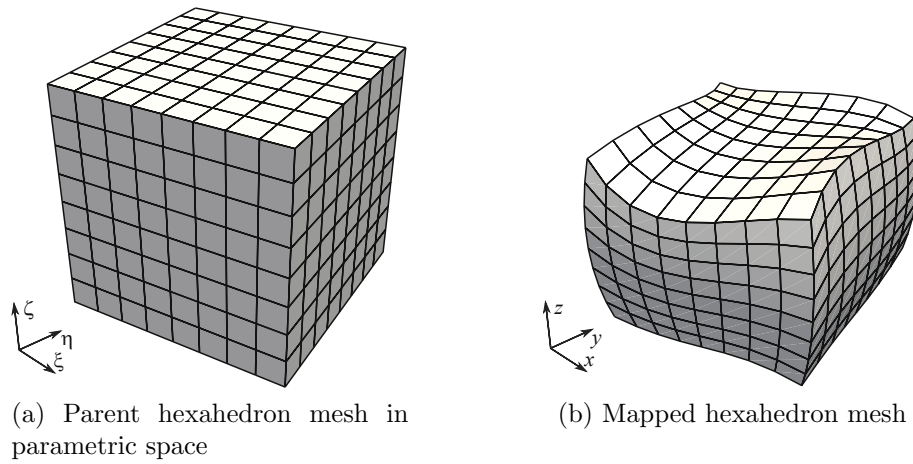 ζ
η
ξ
z
y
x
(a) Parent hexahedron mesh in
parametric space
(b) Mapped hexahedron mesh